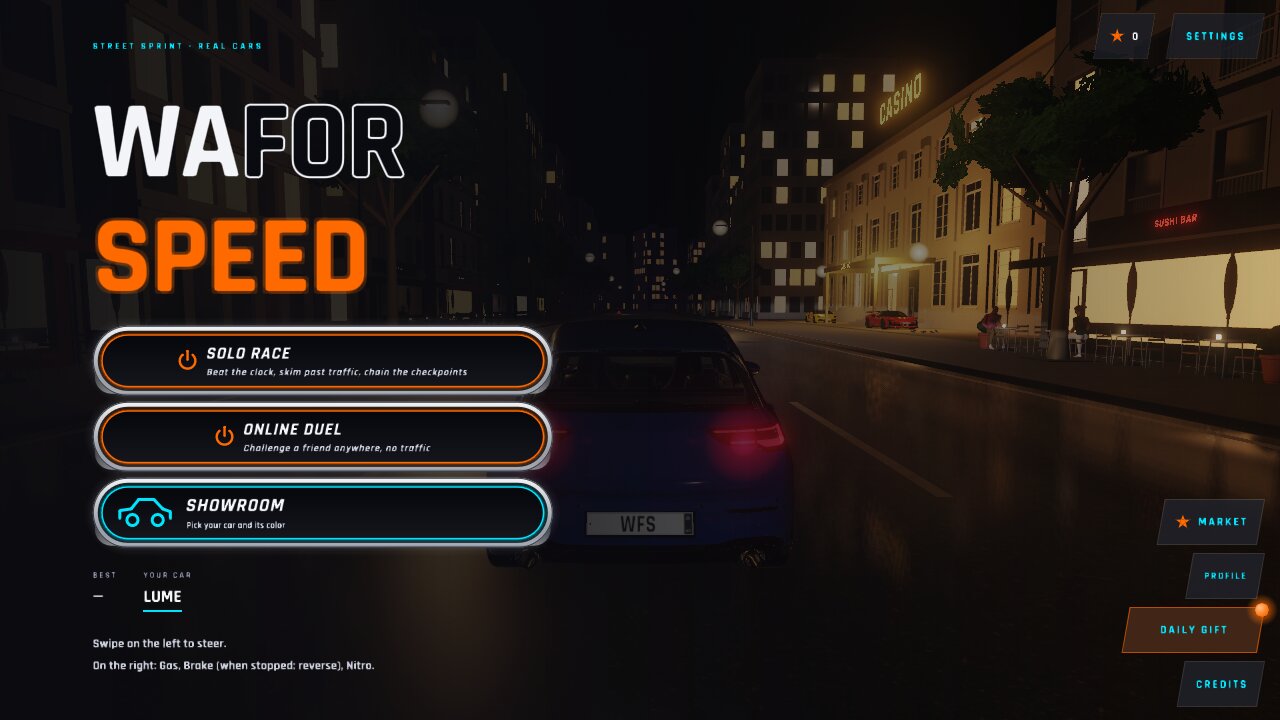 STREET SPRINT · REAL CARS
★ 0
SETTINGS
WAFOR
SPEED
CASINO
SUSHI BAR
SOLO RACE
Beat the clock, skim past traffic, chain the checkpoints
ONLINE DUEL
Challenge a friend anywhere, no traffic
SHOWROOM
Pick your car and its color
WFS
★ MARKET
PROFILE
DAILY GIFT
CREDITS
BEST
–
YOUR CAR
LUME
Swipe on the left to steer.
On the right: Gas, Brake (when stopped: reverse), Nitro.